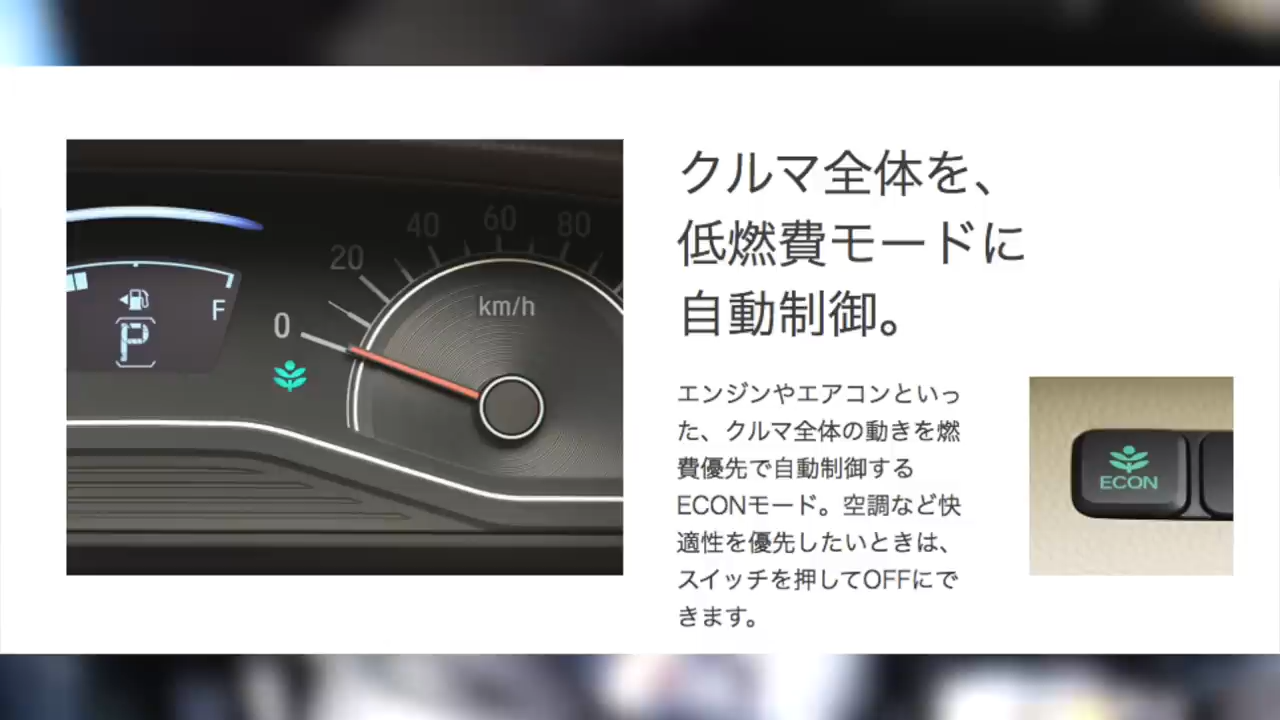 クルマ全体を、
低燃費モードに
自動制御。
エンジンやエアコンといっ
た、クルマ全体の動きを燃
費優先で自動制御する
ECONモード。空調など快
適性を優先したいときは、
スイッチを押してOFFにで
きます。
0
20
40
60
80
km/h
F
P
ECON